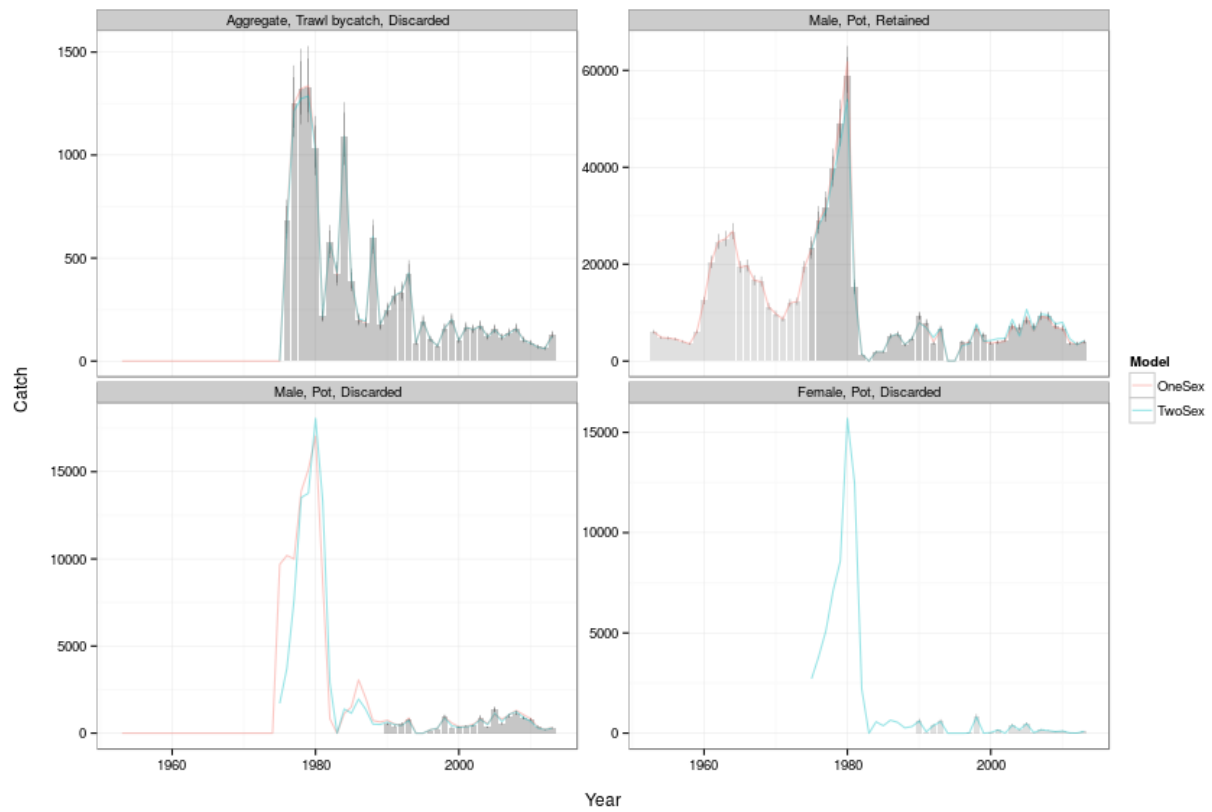 Aggregate, Trawl bycatch, Discarded
Male, Pot, Retained
1500
1000
500
0
60000
40000
20000
0
Catch
Model
OneSex
TwoSex
Male, Pot, Discarded
Female, Pot, Discarded
15000
10000
5000
0
15000
10000
5000
0
1960
1980
2000
1960
1980
2000
Year